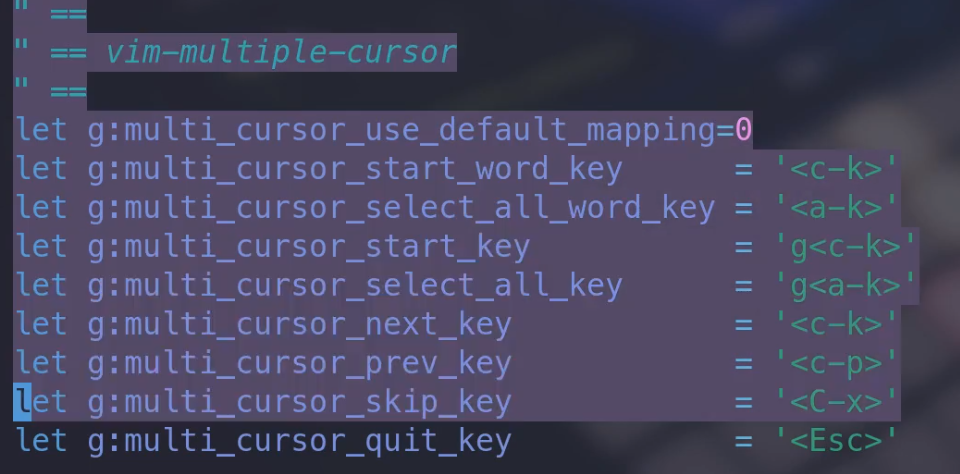 " ==
" == vim-multiple-cursor
" ==
let g:multi_cursor_use_default_mapping=0
let g:multi_cursor_start_word_key      = '<c-k>'
let g:multi_cursor_select_all_word_key = '<a-k>'
let g:multi_cursor_start_key           = 'g<c-k>'
let g:multi_cursor_select_all_key      = 'g<a-k>'
let g:multi_cursor_next_key            = '<c-k>'
let g:multi_cursor_prev_key            = '<c-p>'
let g:multi_cursor_skip_key            = '<C-x>'
let g:multi_cursor_quit_key            = '<Esc>'